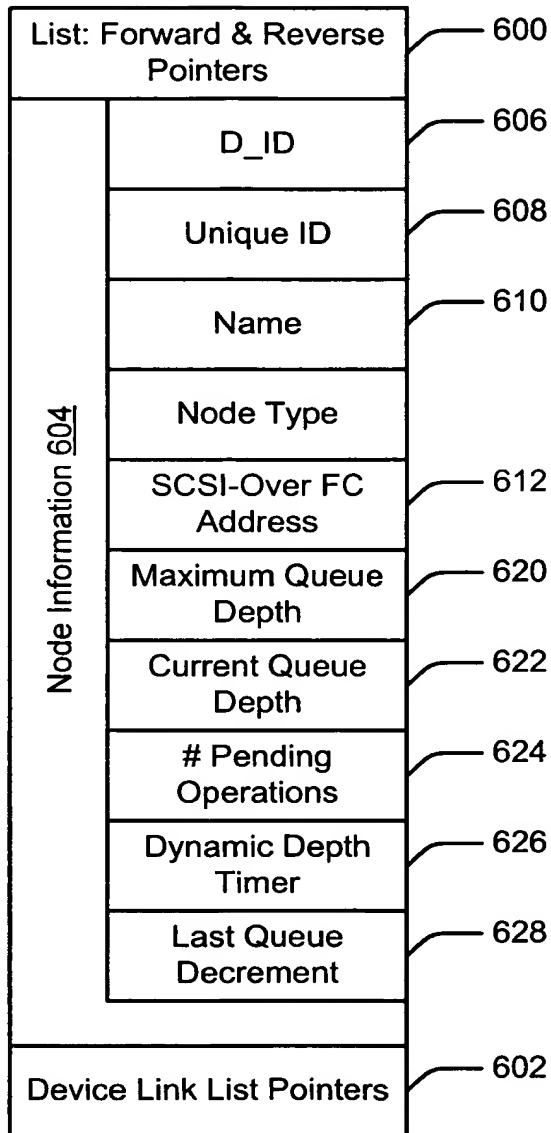 List: Forward & Reverse
Pointers
600
Node Information 604
D_ID
606
Unique ID
608
Name
610
Node Type
SCSI-Over FC
Address
612
Maximum Queue
Depth
620
Current Queue
Depth
622
# Pending
Operations
624
Dynamic Depth
Timer
626
Last Queue
Decrement
628
Device Link List Pointers
602